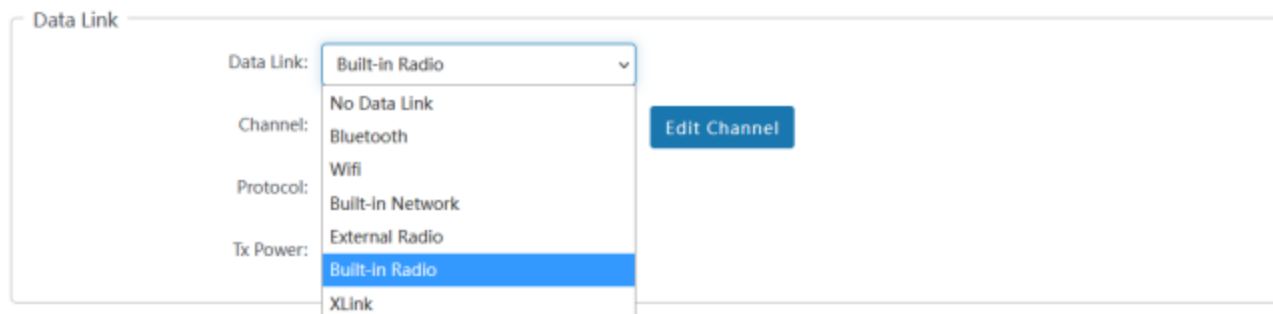 Data Link
Data Link: Built-in Radio
No Data Link
Channel: Edit Channel
Bluetooth
Wifi
Protocol:
Built-in Network
External Radio
Tx Power:
Built-in Radio
XLink